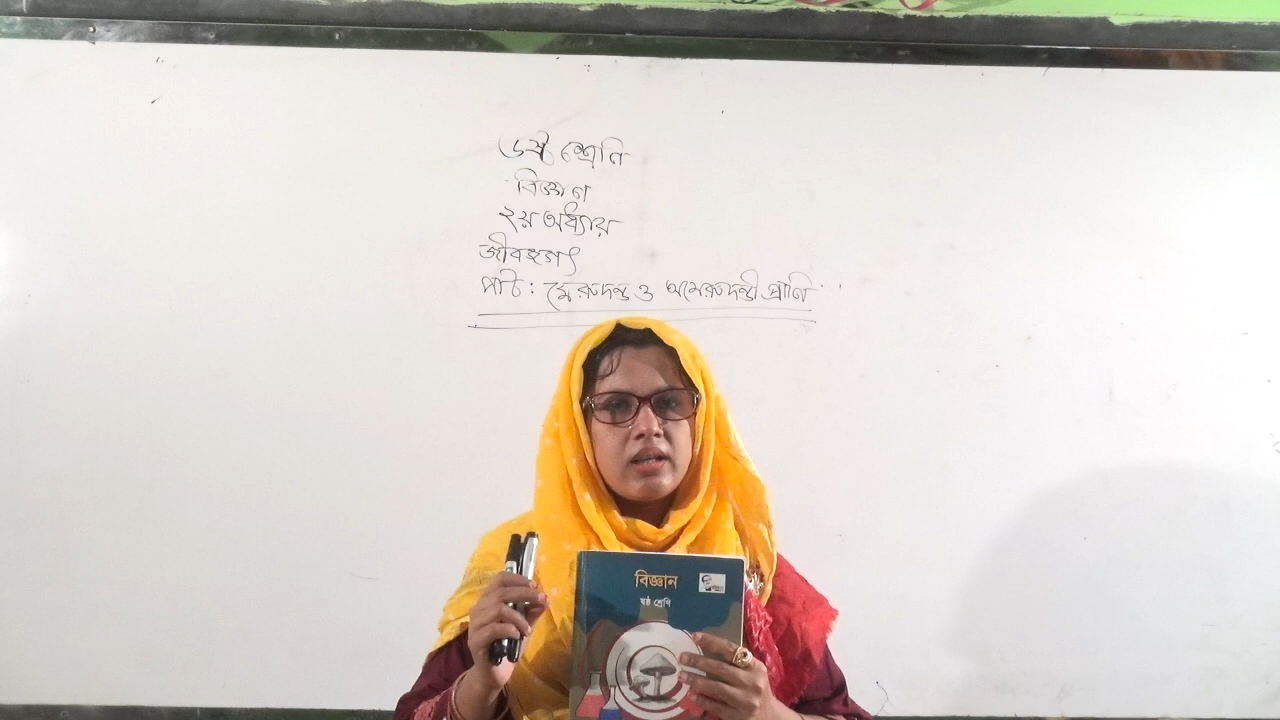 ৬ষ্ঠ শ্রেনি
বিজ্ঞান
২য় অধ্যায়
জীবজগৎ
পাঠ: মেরুদন্ড ও অমেরুদন্ডী প্রাণি
বিজ্ঞান
ষষ্ঠ শ্রেণি